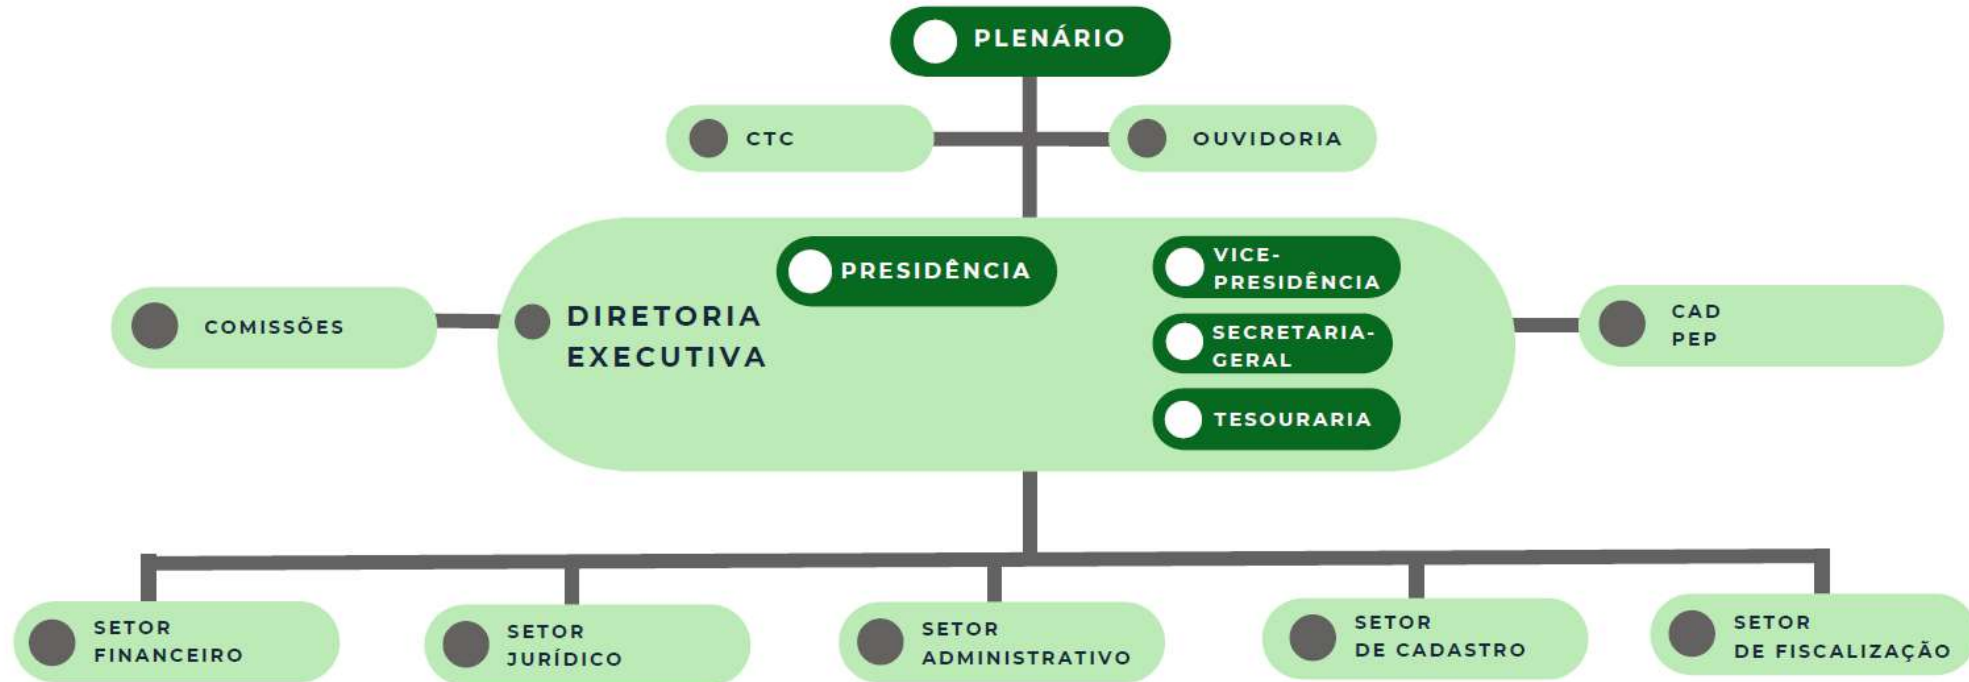 PLENÁRIO
CTC
OUVIDORIA
PRESIDÊNCIA
VICE-
PRESIDÊNCIA
DIRETORIA
EXECUTIVA
SECRETARIA-
GERAL
TESOURARIA
COMISSÕES
CAD
PEP
SETOR
FINANCEIRO
SETOR
JURÍDICO
SETOR
ADMINISTRATIVO
SETOR
DE CADASTRO
SETOR
DE FISCALIZAÇÃO